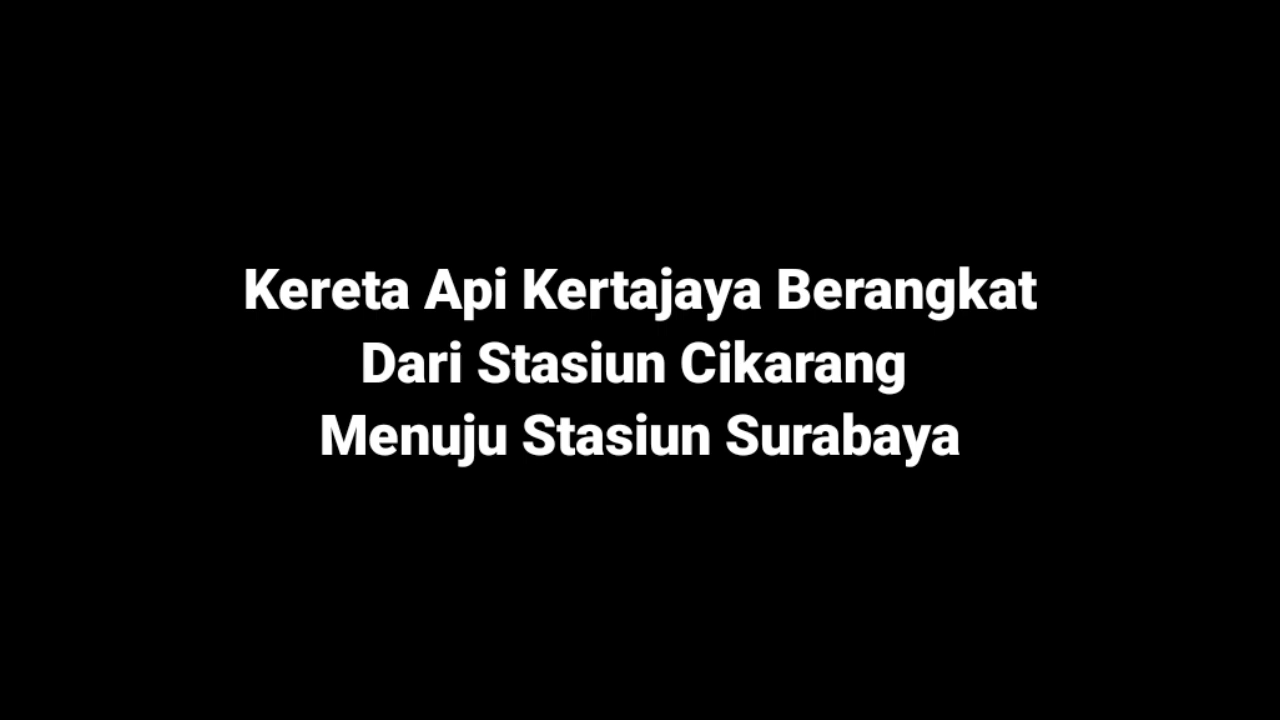 Kereta Api Kertajaya Berangkat
Dari Stasiun Cikarang
Menuju Stasiun Surabaya